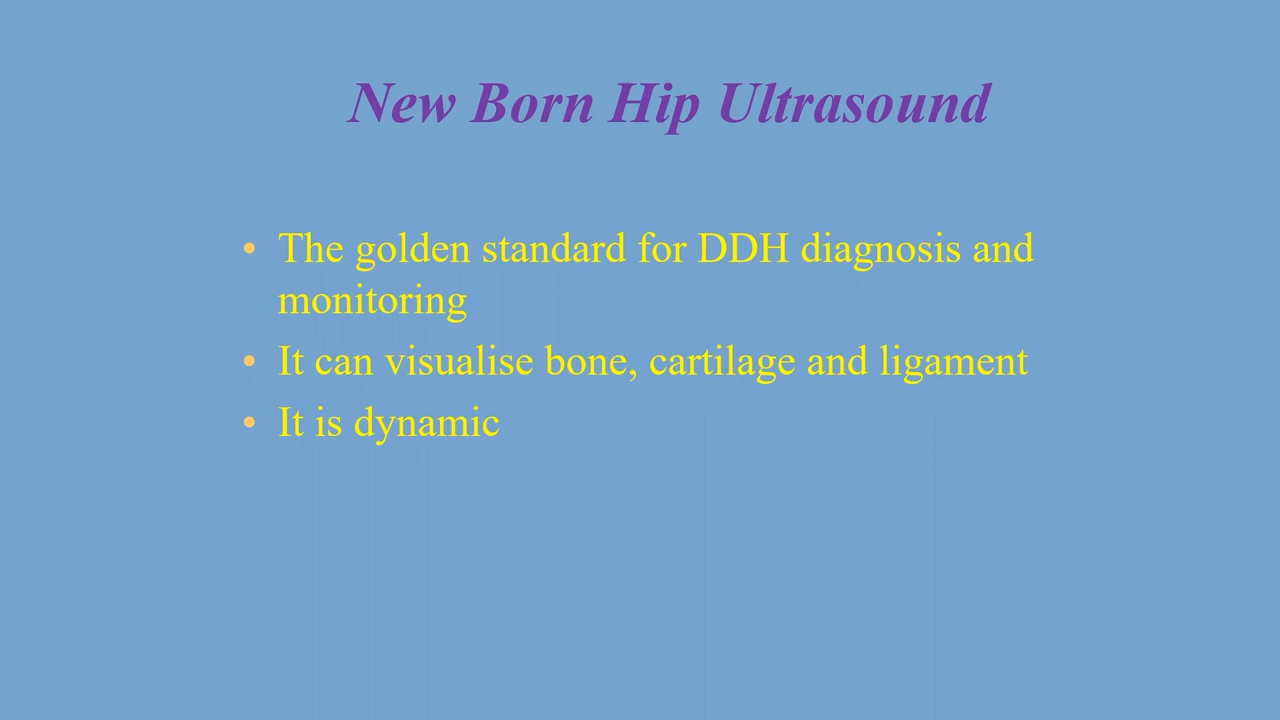 New Born Hip Ultrasound
• The golden standard for DDH diagnosis and
monitoring
• It can visualise bone, cartilage and ligament
• It is dynamic